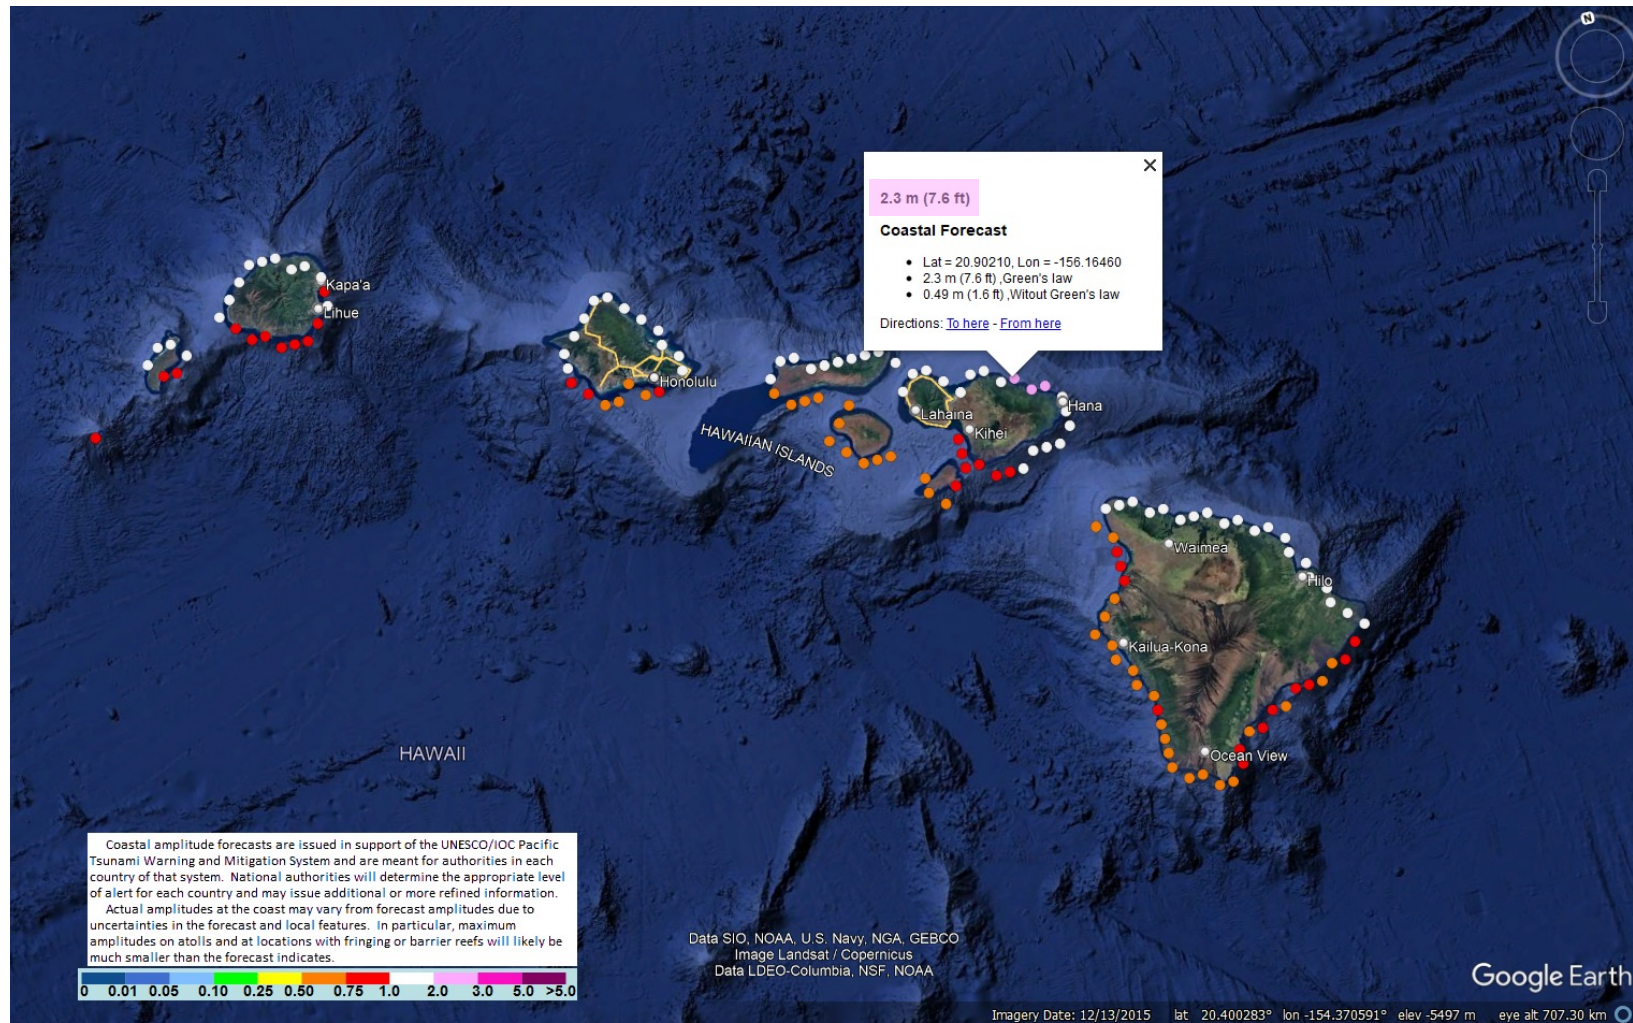 N
2.3 m (7.6 ft)
Coastal Forecast
Lat = 20.90210, Lon = -156.16460
2.3 m (7.6 ft) ,Green's law
0.49 m (1.6 ft) ,Witout Green's law
Directions: To here - From here
Kapa'a
Lihue
Honolulu
Lahaina
Hana
Kihei
HAWAIIAN ISLANDS
Waimea
Hilo
Kailua-Kona
Ocean View
HAWAII
Coastal amplitude forecasts are issued in support of the UNESCO/IOC Pacific
Tsunami Warning and Mitigation System and are meant for authorities in each
country of that system. National authorities will determine the appropriate level
of alert for each country and may issue additional or more refined information.
Actual amplitudes at the coast may vary from forecast amplitudes due to
uncertainties in the forecast and local features. In particular, maximum
amplitudes on atolls and at locations with fringing or barrier reefs will likely be
much smaller than the forecast indicates.
0 0.01 0.05 0.10 0.25 0.50 0.75 1.0 2.0 3.0 5.0 >5.0
Data SIO, NOAA, U.S. Navy, NGA, GEBCO
Image Landsat / Copernicus
Data LDEO-Columbia, NSF, NOAA
Google Earth
Imagery Date: 12/13/2015 lat 20.400283° lon -154.370591° elev -5497 m eye alt 707.30 km